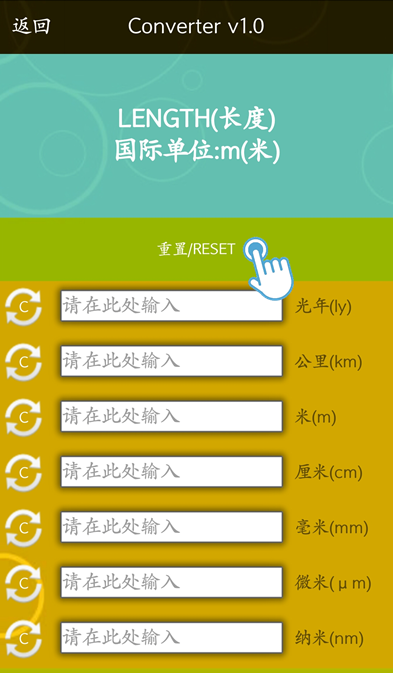 返回
Converter v1.0
LENGTH(长度)
国际单位:m(米)
重置/RESET
C 请在此处输入 光年(ly)
C 请在此处输入 公里(km)
C 请在此处输入 米(m)
C 请在此处输入 厘米(cm)
C 请在此处输入 毫米(mm)
C 请在此处输入 微米(μm)
C 请在此处输入 纳米(nm)